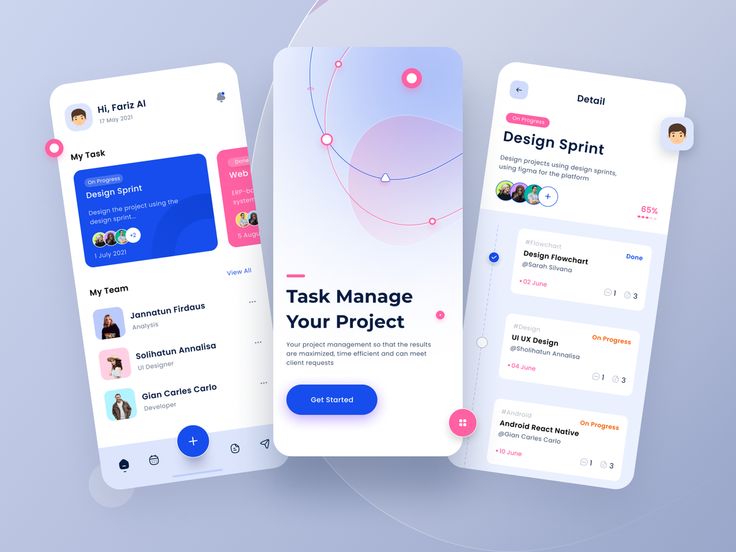 Hi, Fariz Al
17 May 2021
My Task
On Progress
Design Sprint
Design the project using the
design sprint...
+2
1 July 2021
Done
Web
ERP-bo
system
5 Augu
My Team
View All
Jannatun Firdaus
Analysis
Solihatun Annalisa
UI Designer
Gian Carles Carlo
Developer
Task Manage
Your Project
Your project management so that the results
are maximized, time efficient and can meet
client requests
Get Started
Detail
On Progress
Design Sprint
Design projects using design sprints,
using figma for the platform
65%
#Flowchart
Done
Design Flowchart
@Sarah Silvana
02 June
1
3
#Design
On Progress
UI UX Design
@Sholihatun Annalisa
04 June
1
3
#Android
On Progress
Android React Native
@Gian Carles Carlo
10 June
1
3